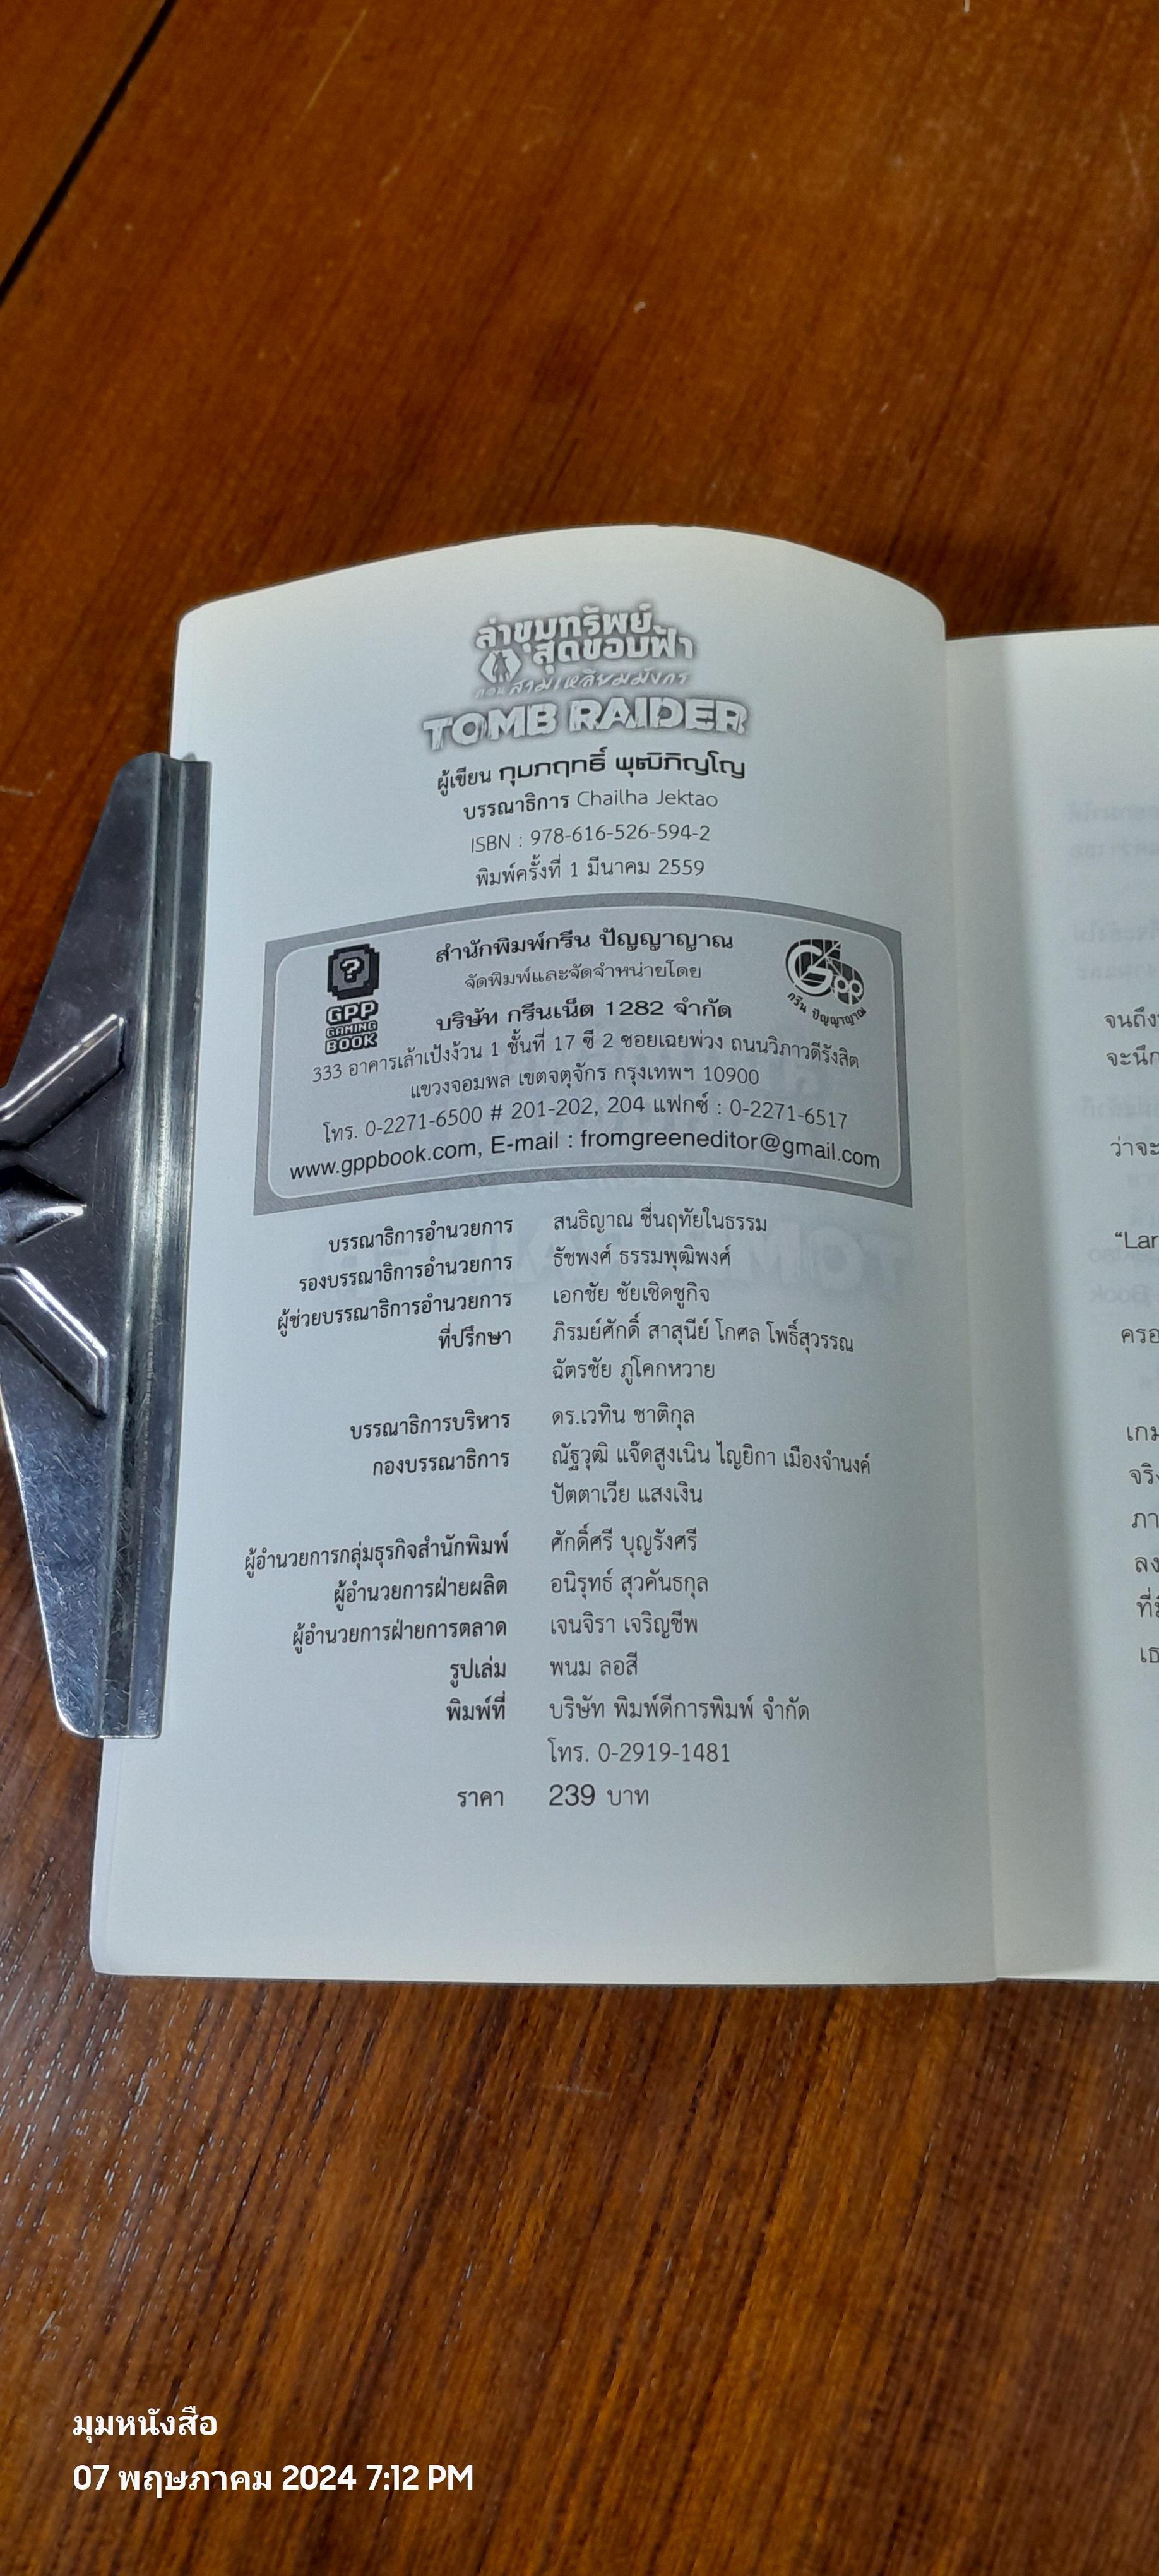 ล่าขุมทรัพย์
สุดขอบฟ้า
ตอน สามเหลี่ยมมังกร
TOMB RAIDER
ผู้เขียน กุมภฤทธิ์ พุฒิภิญโญ
บรรณาธิการ Chailha Jektao
ISBN : 978-616-526-594-2
พิมพ์ครั้งที่ 1 มีนาคม 2559
?
GPP
GAMING
BOOK
Gpp
กรีน ปัญญาญาณ
สำนักพิมพ์กรีน ปัญญาญาณ
จัดพิมพ์และจัดจำหน่ายโดย
บริษัท กรีนเน็ต 1282 จำกัด
333 อาคารเล้าเป้งง้วน 1 ชั้นที่ 17 ซี 2 ซอยเฉยพ่วง ถนนวิภาวดีรังสิต
แขวงจอมพล เขตจตุจักร กรุงเทพฯ 10900
โทร. 0-2271-6500 # 201-202, 204 แฟกซ์ : 0-2271-6517
www.gppbook.com, E-mail : fromgreeneditor@gmail.com
บรรณาธิการอำนวยการ สนธิญาณ ชื่นฤทัยในธรรม
รองบรรณาธิการอำนวยการ ธัชพงศ์ ธรรมพุฒิพงศ์
ผู้ช่วยบรรณาธิการอำนวยการ เอกชัย ชัยเชิดชูกิจ
ที่ปรึกษา ภิรมย์ศักดิ์ สาสุนีย์ โกศล โพธิ์สุวรรณ
ฉัตรชัย ภู่โคกหวาย
บรรณาธิการบริหาร ดร.เวทิน ชาติกุล
กองบรรณาธิการ ณัฐวุฒิ แจ๊ดสูงเนิน ไญยิกา เมืองจำนงค์
ปัตตาเวีย แสงเงิน
ผู้อำนวยการกลุ่มธุรกิจสำนักพิมพ์ ศักดิ์ศรี บุญรังศรี
ผู้อำนวยการฝ่ายผลิต อนิรุทธ์ สุวคันธกุล
ผู้อำนวยการฝ่ายการตลาด เจนจิรา เจริญชีพ
รูปเล่ม พนม ลอสี
พิมพ์ที่ บริษัท พิมพ์ดีการพิมพ์ จำกัด
โทร. 0-2919-1481
ราคา 239 บาท
จนถึง
จะนึก
ว่าจะ
“Lar
ครอ
เกม
จริง
ภา
ลง
เธ
มุมหนังสือ
07 พฤษภาคม 2024 7:12 PM